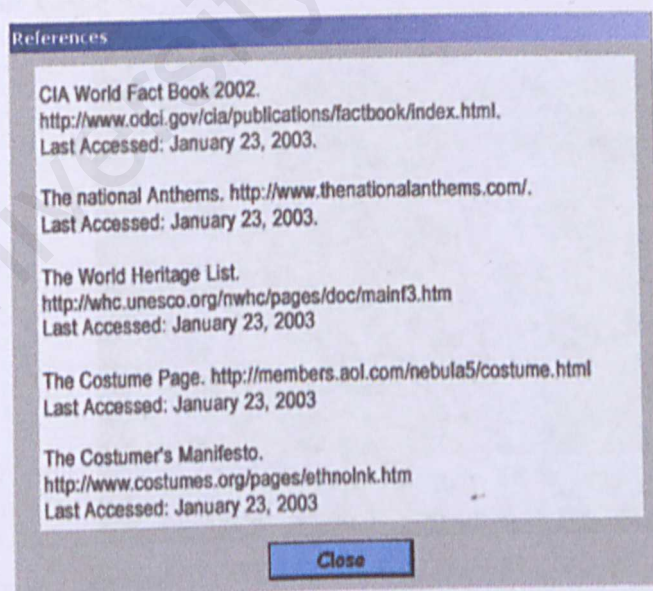 References
CIA World Fact Book 2002.
http://www.odci.gov/cia/publications/factbook/index.html.
Last Accessed: January 23, 2003.
The national Anthems. http://www.thenationalanthems.com/.
Last Accessed: January 23, 2003.
The World Heritage List.
http://whc.unesco.org/nwhc/pages/doc/mainf3.htm
Last Accessed: January 23, 2003
The Costume Page. http://members.aol.com/nebula5/costume.html
Last Accessed: January 23, 2003
The Costumer's Manifesto.
http://www.costumes.org/pages/ethnolnk.htm
Last Accessed: January 23, 2003
Close